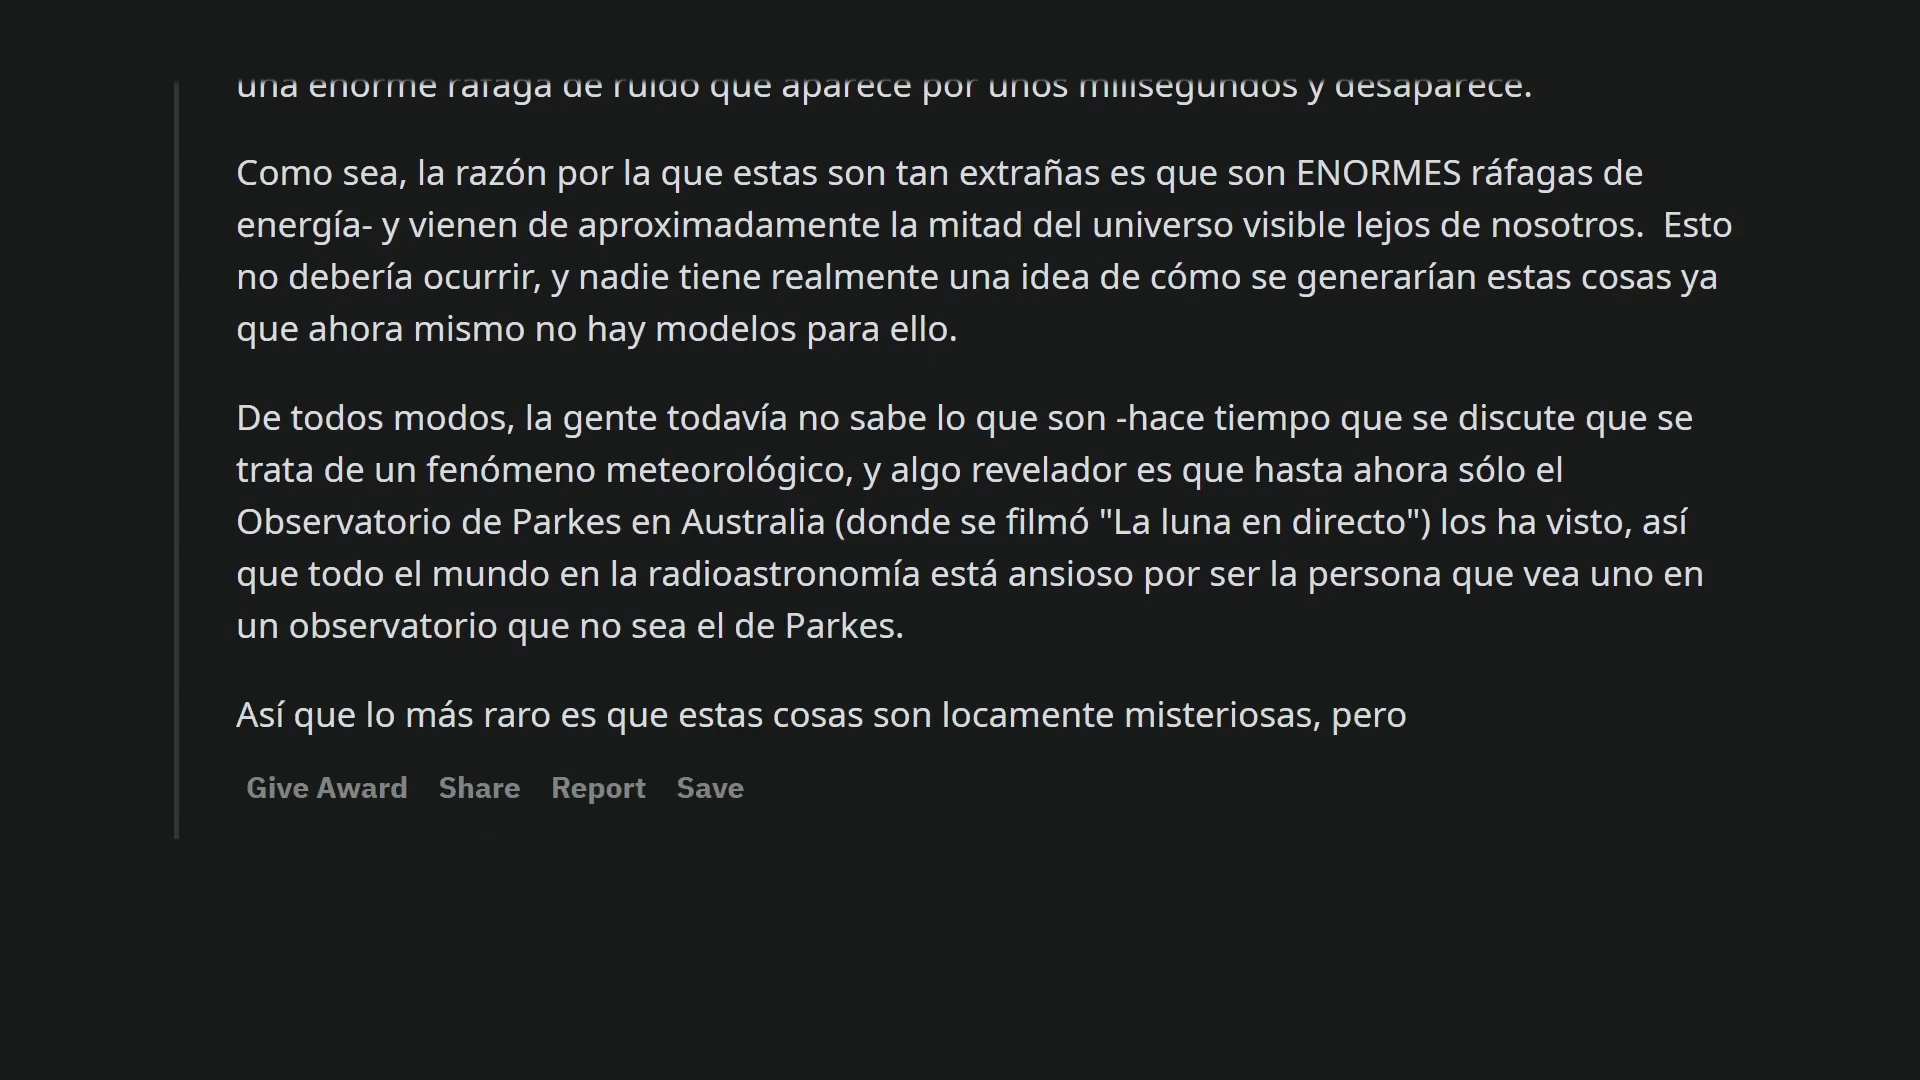 una enorme ráfaga de ruido que aparece por unos milisegundos y desaparece.
Como sea, la razón por la que estas son tan extrañas es que son ENORMES ráfagas de
energía- y vienen de aproximadamente la mitad del universo visible lejos de nosotros.  Esto
no debería ocurrir, y nadie tiene realmente una idea de cómo se generarían estas cosas ya
que ahora mismo no hay modelos para ello.
De todos modos, la gente todavía no sabe lo que son -hace tiempo que se discute que se
trata de un fenómeno meteorológico, y algo revelador es que hasta ahora sólo el
Observatorio de Parkes en Australia (donde se filmó "La luna en directo") los ha visto, así
que todo el mundo en la radioastronomía está ansioso por ser la persona que vea uno en
un observatorio que no sea el de Parkes.
Así que lo más raro es que estas cosas son locamente misteriosas, pero
Give Award Share Report Save